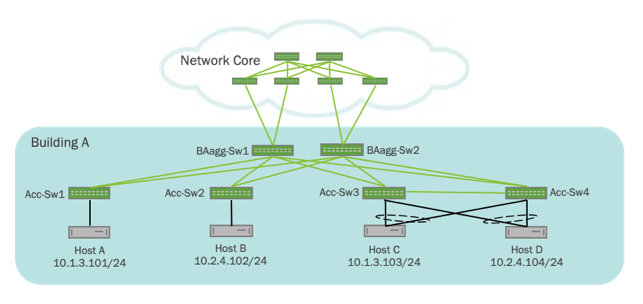 Network Core
Building A
BAagg-Sw1
BAagg-Sw2
Acc-Sw1
Acc-Sw2
Acc-Sw3
Acc-Sw4
Host A
10.1.3.101/24
Host B
10.2.4.102/24
Host C
10.1.3.103/24
Host D
10.2.4.104/24